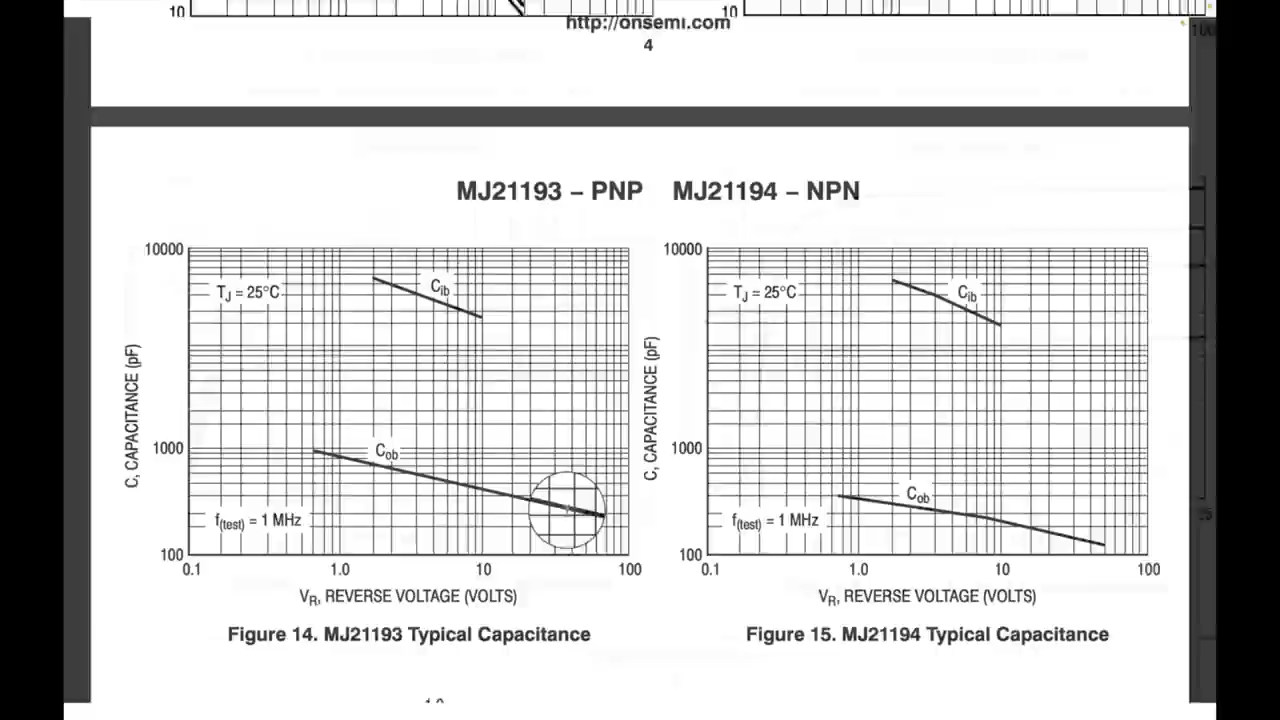 10
10
http://onsemi.com
4
100
MJ21193 – PNP MJ21194 – NPN
10000
TJ = 25°C
Cib
C, CAPACITANCE (pF)
1000
Cob
f(test) = 1 MHz
100
0.1 1.0 10 100
VR, REVERSE VOLTAGE (VOLTS)
Figure 14. MJ21193 Typical Capacitance
10000
TJ = 25°C
Cib
C, CAPACITANCE (pF)
1000
Cob
f(test) = 1 MHz
0.1 1.0 10 100
VR, REVERSE VOLTAGE (VOLTS)
Figure 15. MJ21194 Typical Capacitance